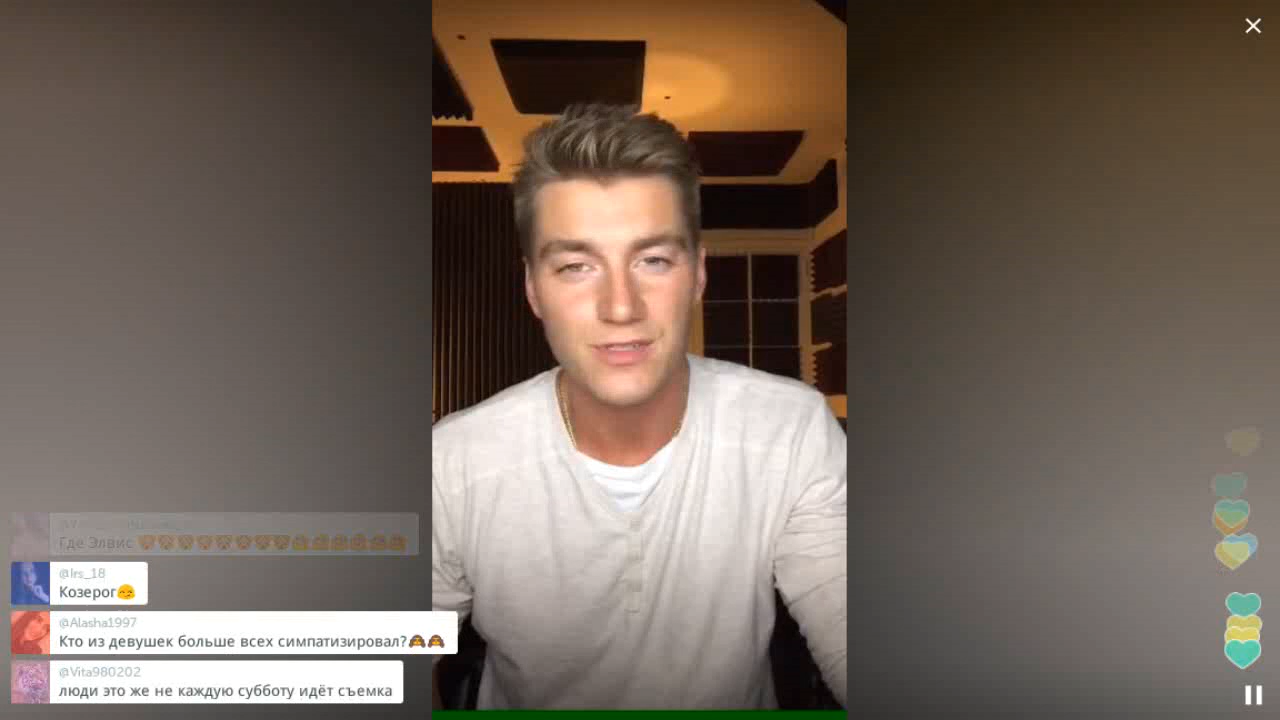 Где Элвис
@Irs_18
Козерог😌
@Alasha1997
Кто из девушек больше всех симпатизировал?🙈🙈
@Vita980202
люди это же не каждую субботу идёт съемка